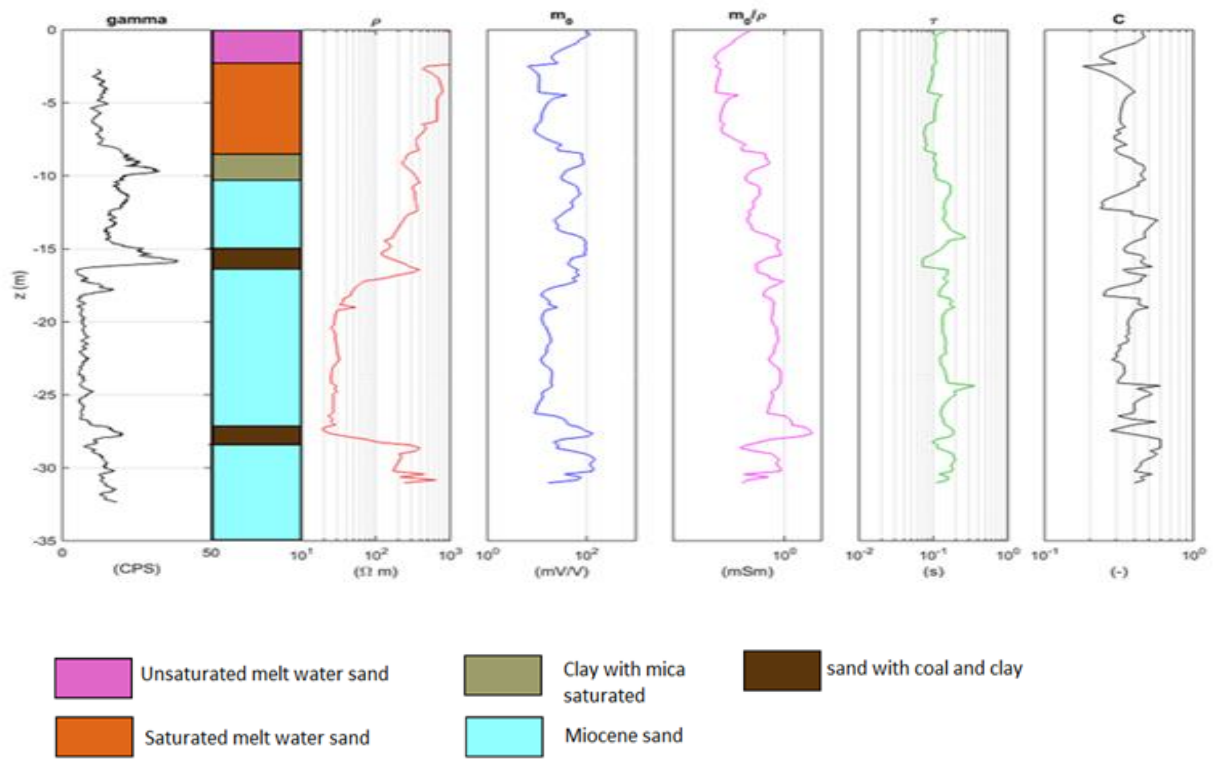 gamma ρ m₀ m₀/ρ τ C
0
-5
-10
-15
-20
-25
-30
-35
z (m)
0 50 10¹ 10² 10³ 10⁰ 10² 10⁰ 10⁻² 10⁻¹ 10⁰ 10⁻¹ 10⁰
(CPS) (Ω m) (mV/V) (mSm) (s) (-)
Unsaturated melt water sand
Clay with mica
saturated
sand with coal and clay
Saturated melt water sand
Miocene sand